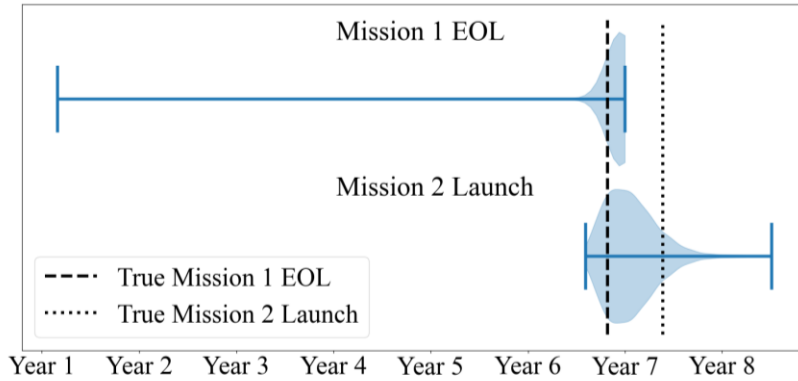 Mission 1 EOL
Mission 2 Launch
True Mission 1 EOL
True Mission 2 Launch
Year 1 Year 2 Year 3 Year 4 Year 5 Year 6 Year 7 Year 8